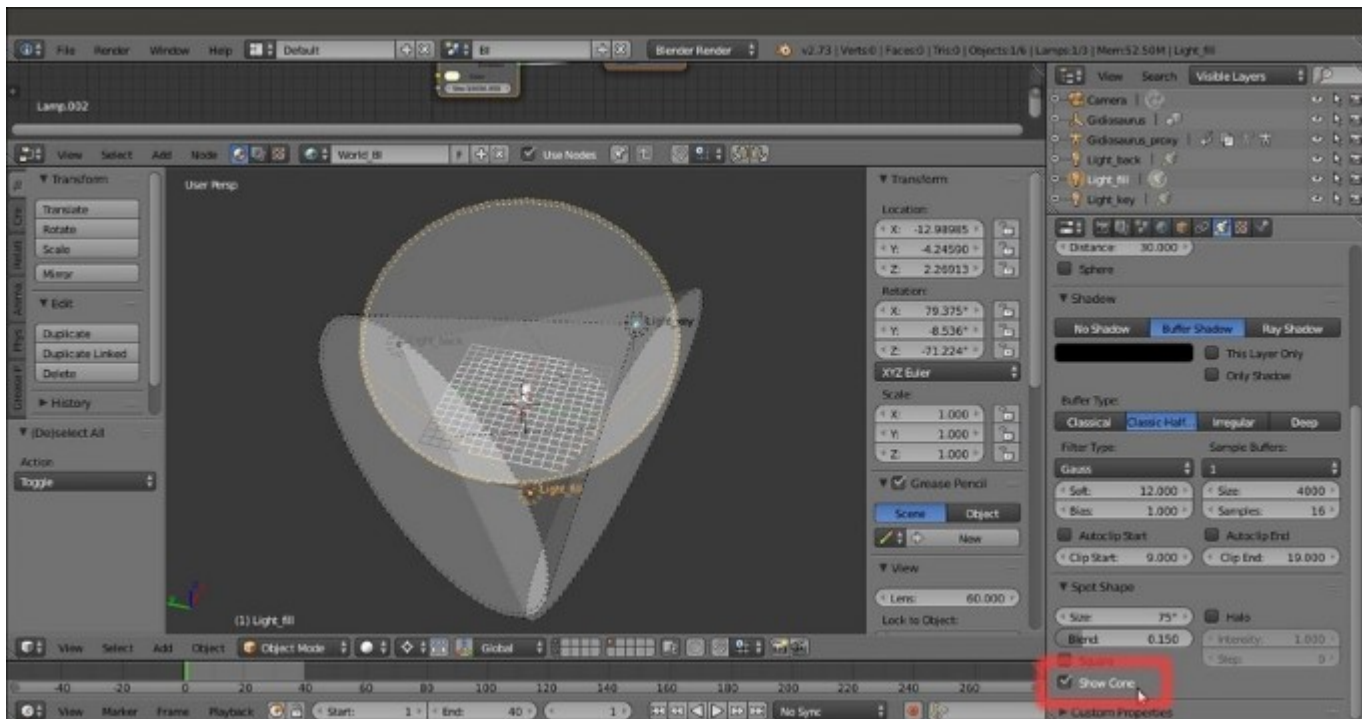 File Render Window Help Default BI Blender Render v2.73 | Verts:0 | Faces:0 | Tris:0 | Objects:1/6 | Lamps:1/3 | Mem:52.50M | Light_fill
Lamp.002
View Select Add Node World_BI F Use Nodes
View Search Visible Layers
Camera
Gidiosaurus
Gidiosaurus_proxy
Light_back
Light_fill
Light_key
Transform
Translate
Rotate
Scale
Mirror
Edit
Duplicate
Duplicate Linked
Delete
History
(De)select All
Action
Toggle
User Persp
Light_key
Light_back
Light_fill
(1) Light_fill
Transform
Location:
X: -12.98985
Y: -4.24590
Z: 2.26913
Rotation:
X: 79.375°
Y: -8.536°
Z: -71.224°
XYZ Euler
Scale:
X: 1.000
Y: 1.000
Z: 1.000
Grease Pencil
Scene Object
New
View
Lens: 60.000
Lock to Object:
Distance: 30.000
Sphere
Shadow
No Shadow Buffer Shadow Ray Shadow
This Layer Only
Only Shadow
Buffer Type:
Classical Classic-Half... Irregular Deep
Filter Type: Sample Buffers:
Gauss 1
Soft: 12.000 Size: 4000
Bias: 1.000 Samples: 16
Autoclip Start Autoclip End
Clip Start: 9.000 Clip End: 19.000
Spot Shape
Size: 75° Halo
Blend: 0.150 Intensity: 1.000
Square Step: 0
Show Cone
Custom Properties
View Select Add Object Object Mode Global
-40 -20 0 20 40 60 80 100 120 140 160 180 200 220 240 260
View Marker Frame Playback Start: 1 End: 40 1 No Sync